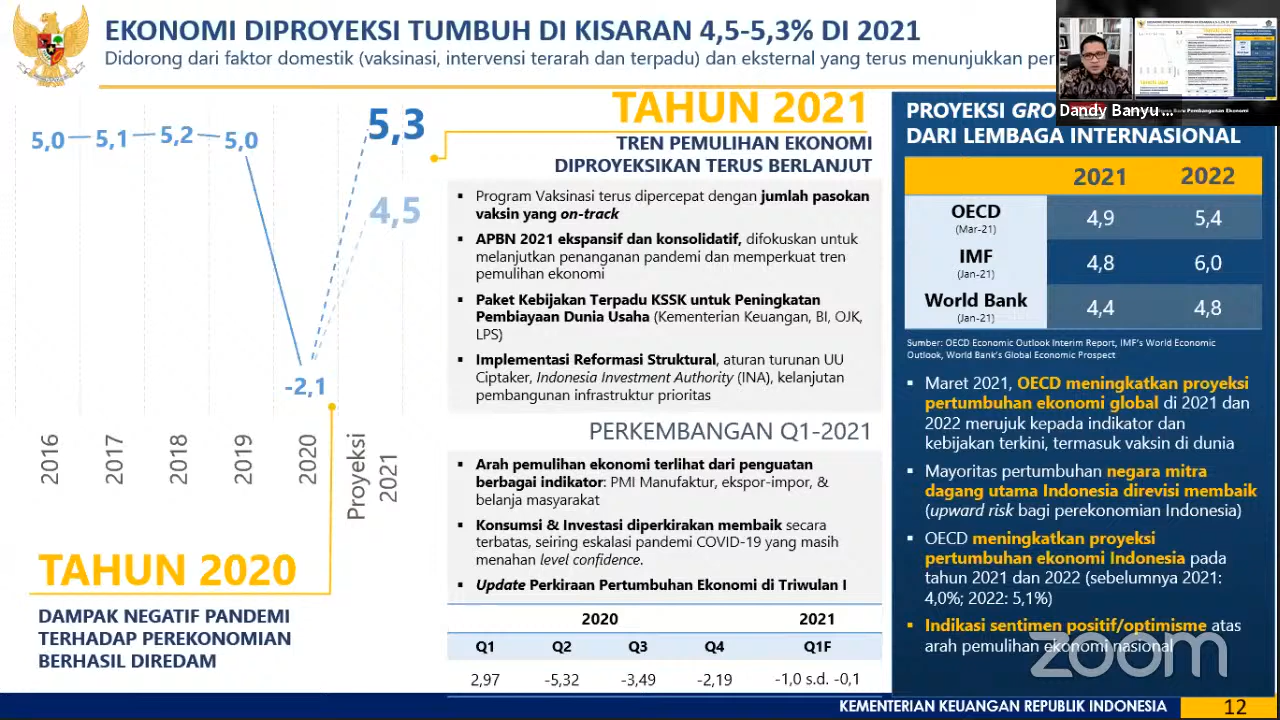 EKONOMI DIPROYEKSI TUMBUH DI KISARAN 4,5-5,3% DI 2021
Didorong dari faktor domestik (vaksinasi, dan terpadu) dan eksternal yang terus menunjukkan
5,0
5,1
5,2
5,0
-2,1
5,3
4,5
2016
2017
2018
2019
2020
Proyeksi
2021
TAHUN 2020
DAMPAK NEGATIF PANDEMI
TERHADAP PEREKONOMIAN
BERHASIL DIREDAM
TAHUN 2021
TREN PEMULIHAN EKONOMI
DIPROYEKSIKAN TERUS BERLANJUT
▪ Program Vaksinasi terus dipercepat dengan jumlah pasokan
vaksin yang on-track
▪ APBN 2021 ekspansif dan konsolidatif, difokuskan untuk
melanjutkan penanganan pandemi dan memperkuat tren
pemulihan ekonomi
▪ Paket Kebijakan Terpadu KSSK untuk Peningkatan
Pembiayaan Dunia Usaha (Kementerian Keuangan, BI, OJK,
LPS)
▪ Implementasi Reformasi Struktural, aturan turunan UU
Ciptaker, Indonesia Investment Authority (INA), kelanjutan
pembangunan infrastruktur prioritas
PERKEMBANGAN Q1-2021
▪ Arah pemulihan ekonomi terlihat dari penguatan
berbagai indikator: PMI Manufaktur, ekspor-impor, &
belanja masyarakat
▪ Konsumsi & Investasi diperkirakan membaik secara
terbatas, seiring eskalasi pandemi COVID-19 yang masih
menahan level confidence.
▪ Update Perkiraan Pertumbuhan Ekonomi di Triwulan I
2020 2021
Q1 Q2 Q3 Q4 Q1F
2,97 -5,32 -3,49 -2,19 -1,0 s.d. -0,1
Dandy Banyu ...
Pembangunan Ekonomi
PROYEKSI
DARI LEMBAGA INTERNASIONAL
2021 2022
OECD
(Mar-21)
4,9 5,4
IMF
(Jan-21)
4,8 6,0
World Bank
(Jan-21)
4,4 4,8
Sumber: OECD Economic Outlook Interim Report, IMF's World Economic
Outlook, World Bank's Global Economic Prospect
▪ Maret 2021, OECD meningkatkan proyeksi
pertumbuhan ekonomi global di 2021 dan
2022 merujuk kepada indikator dan
kebijakan terkini, termasuk vaksin di dunia
▪ Mayoritas pertumbuhan negara mitra
dagang utama Indonesia direvisi membaik
(upward risk bagi perekonomian Indonesia)
▪ OECD meningkatkan proyeksi
pertumbuhan ekonomi Indonesia pada
tahun 2021 dan 2022 (sebelumnya 2021:
4,0%; 2022: 5,1%)
▪ Indikasi sentimen positif/optimisme atas
arah pemulihan ekonomi nasional
zoom
KEMENTERIAN KEUANGAN REPUBLIK INDONESIA
12